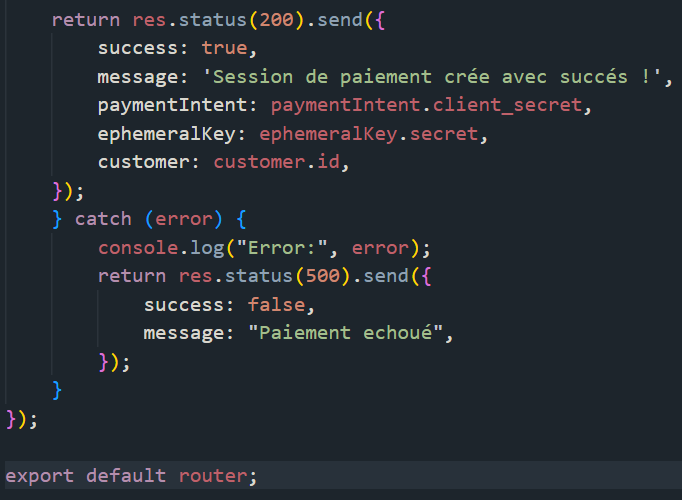 return res.status(200).send({
success: true,
message: 'Session de paiement crée avec succés !',
paymentIntent: paymentIntent.client_secret,
ephemeralKey: ephemeralKey.secret,
customer: customer.id,
});
} catch (error) {
console.log("Error:", error);
return res.status(500).send({
success: false,
message: "Paiement echoué",
});
}
});
export default router;